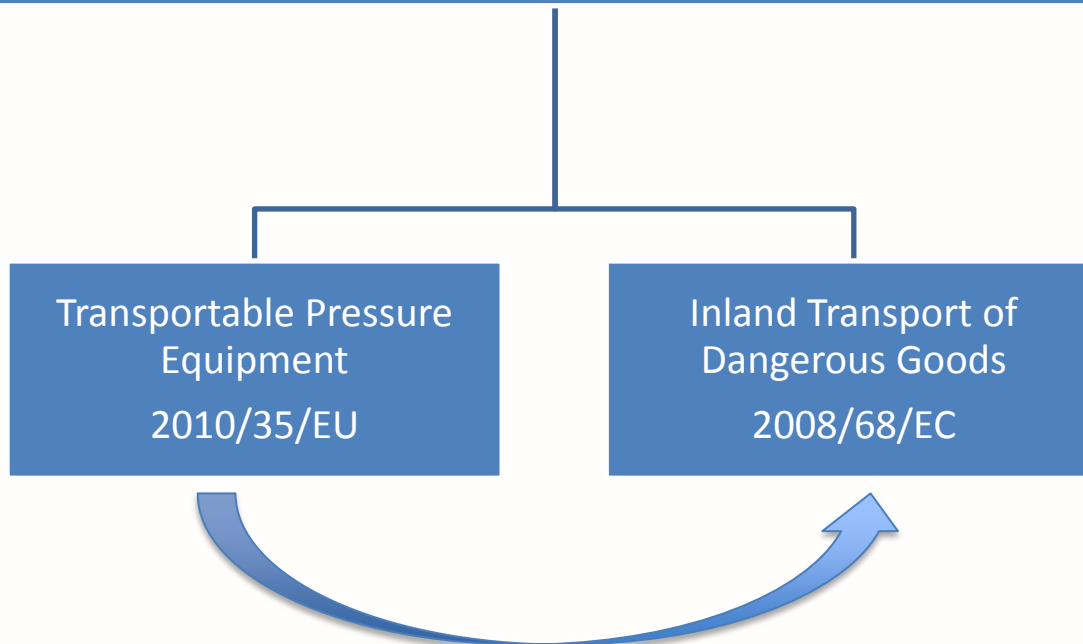 Transportable Pressure
Equipment
2010/35/EU
Inland Transport of
Dangerous Goods
2008/68/EC